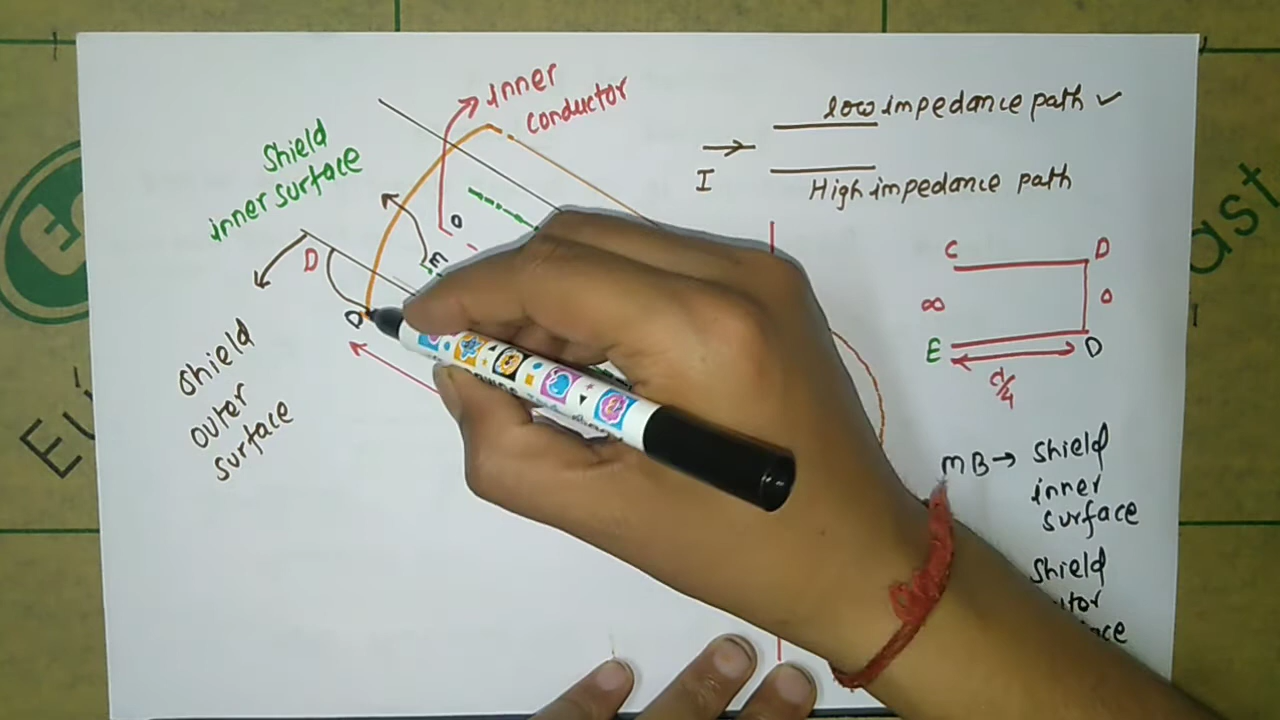 inner
conductor
Shield
inner surface
D
O
E
D
Shield
outer
surface
low impedance path ✓
I
High impedance path
C D
∞ O
E D
d/4
MB→ Shield
inner
surface
Shield